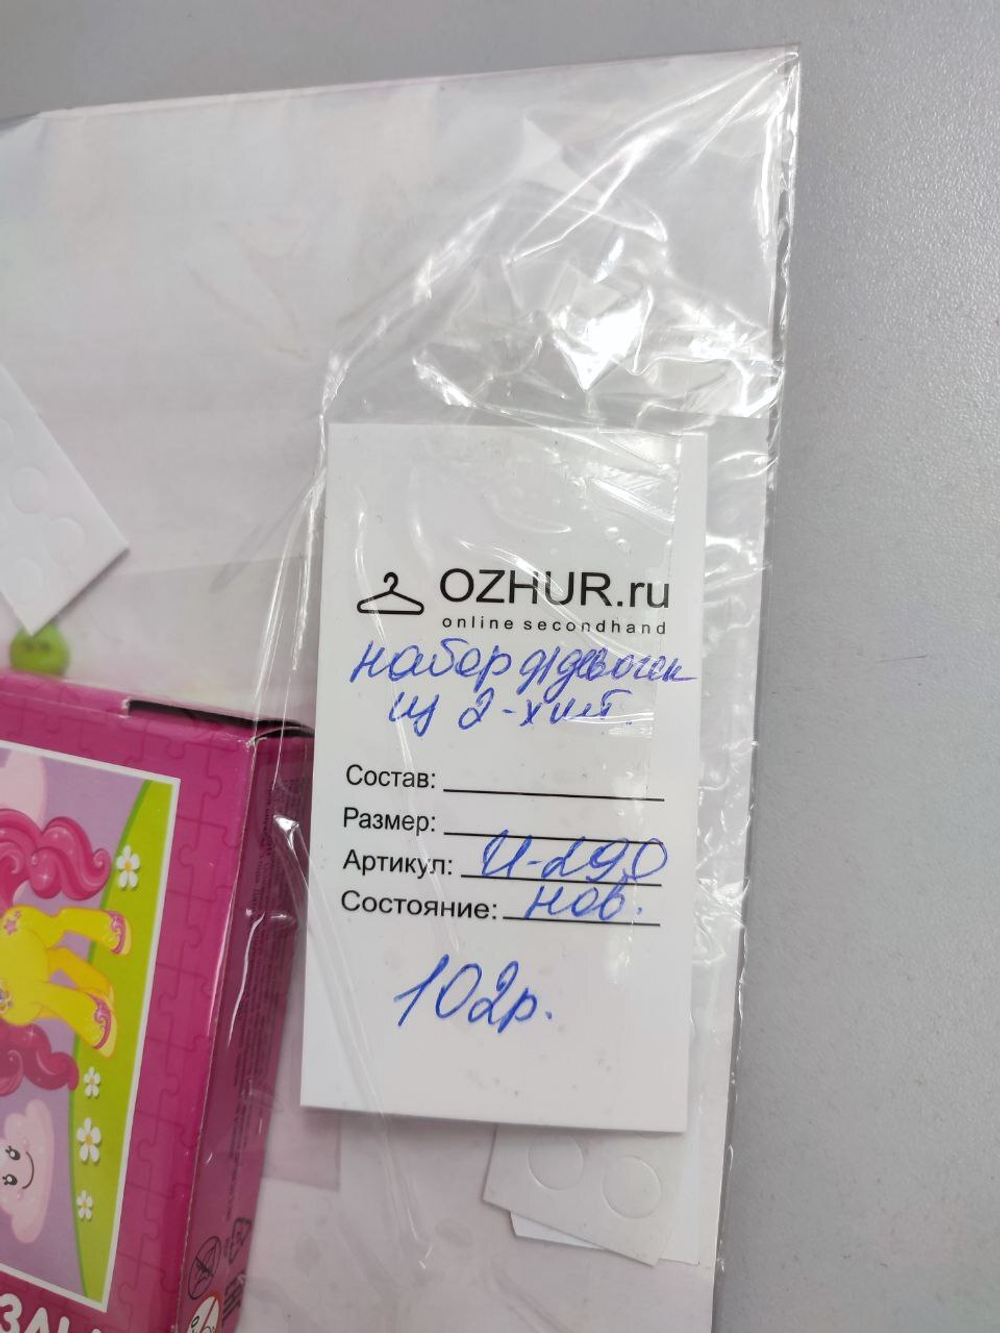 OZHUR.ru
online secondhand
набор д/девочек
из 2-х шт.
Состав:
Размер:
Артикул: И-290
Состояние: нов.
102р.